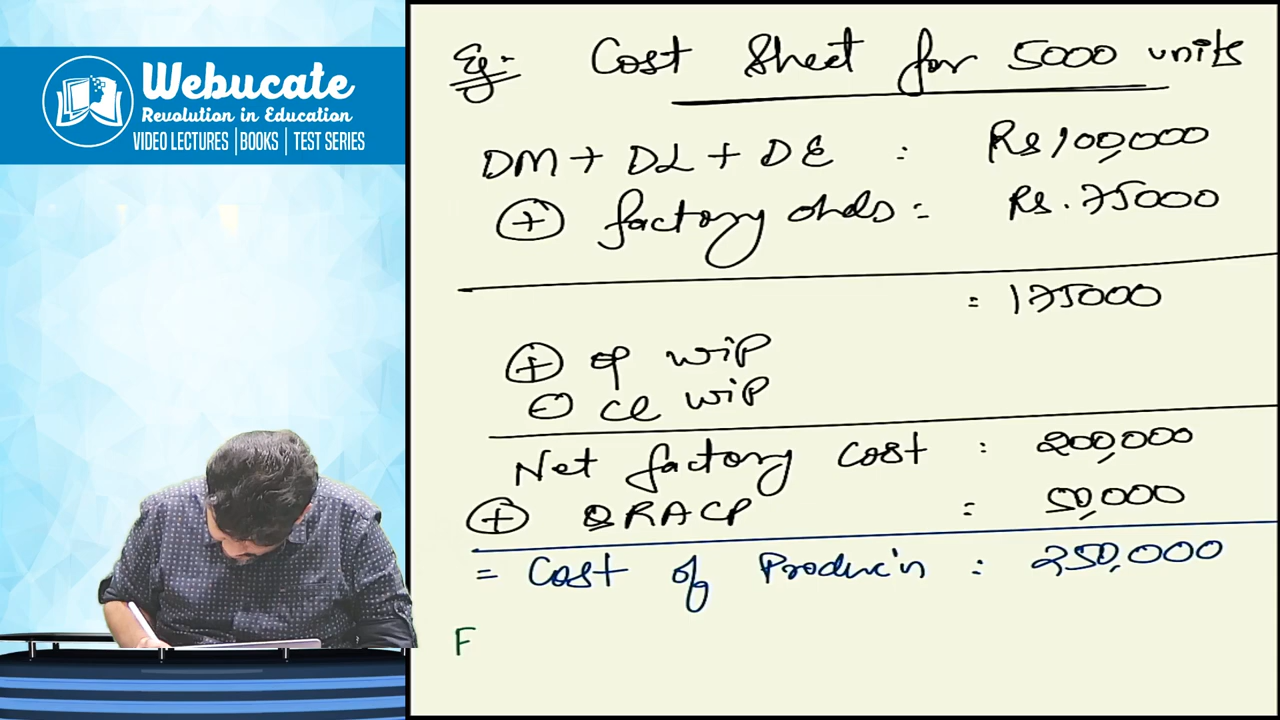 Webucate
Revolution in Education
VIDEO LECTURES | BOOKS | TEST SERIES
Eg:- Cost Sheet for 5000 units
DM + DL + DE : Rs 100,000
+ factory ohds = Rs. 75000
= 175000
+ op WIP
- Cl WIP
Net factory cost : 200,000
+ QRACP = 50,000
= Cost of Produc'n : 250,000
F